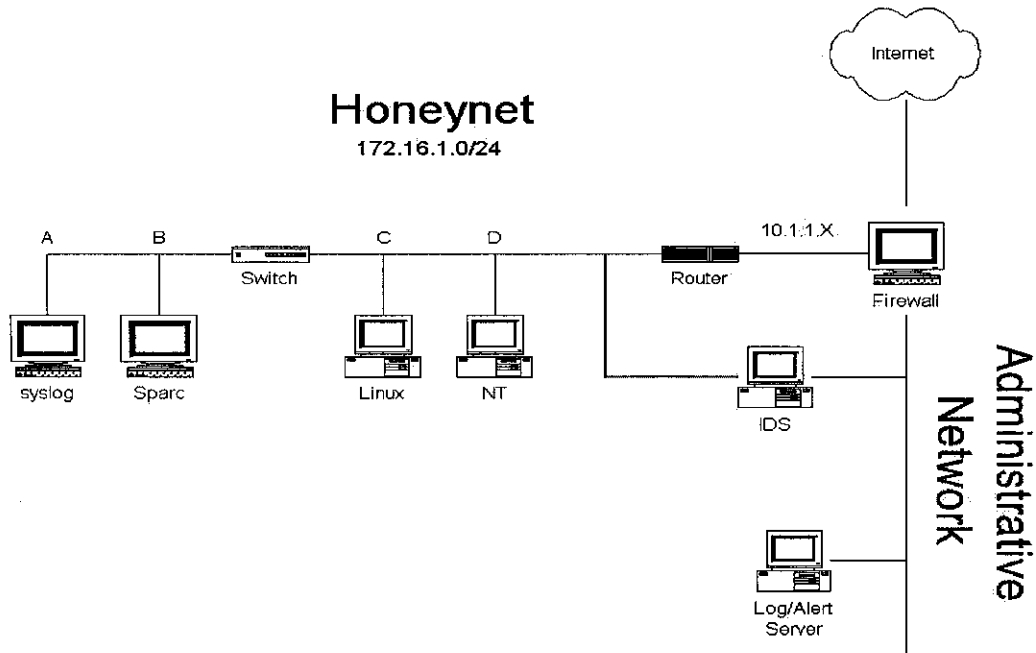 Internet
Honeynet
172.16.1.0/24
A
B
C
D
10.1.1.X
Switch
Router
Firewall
syslog
Sparc
Linux
NT
IDS
Administrative
Network
Log/Alert
Server